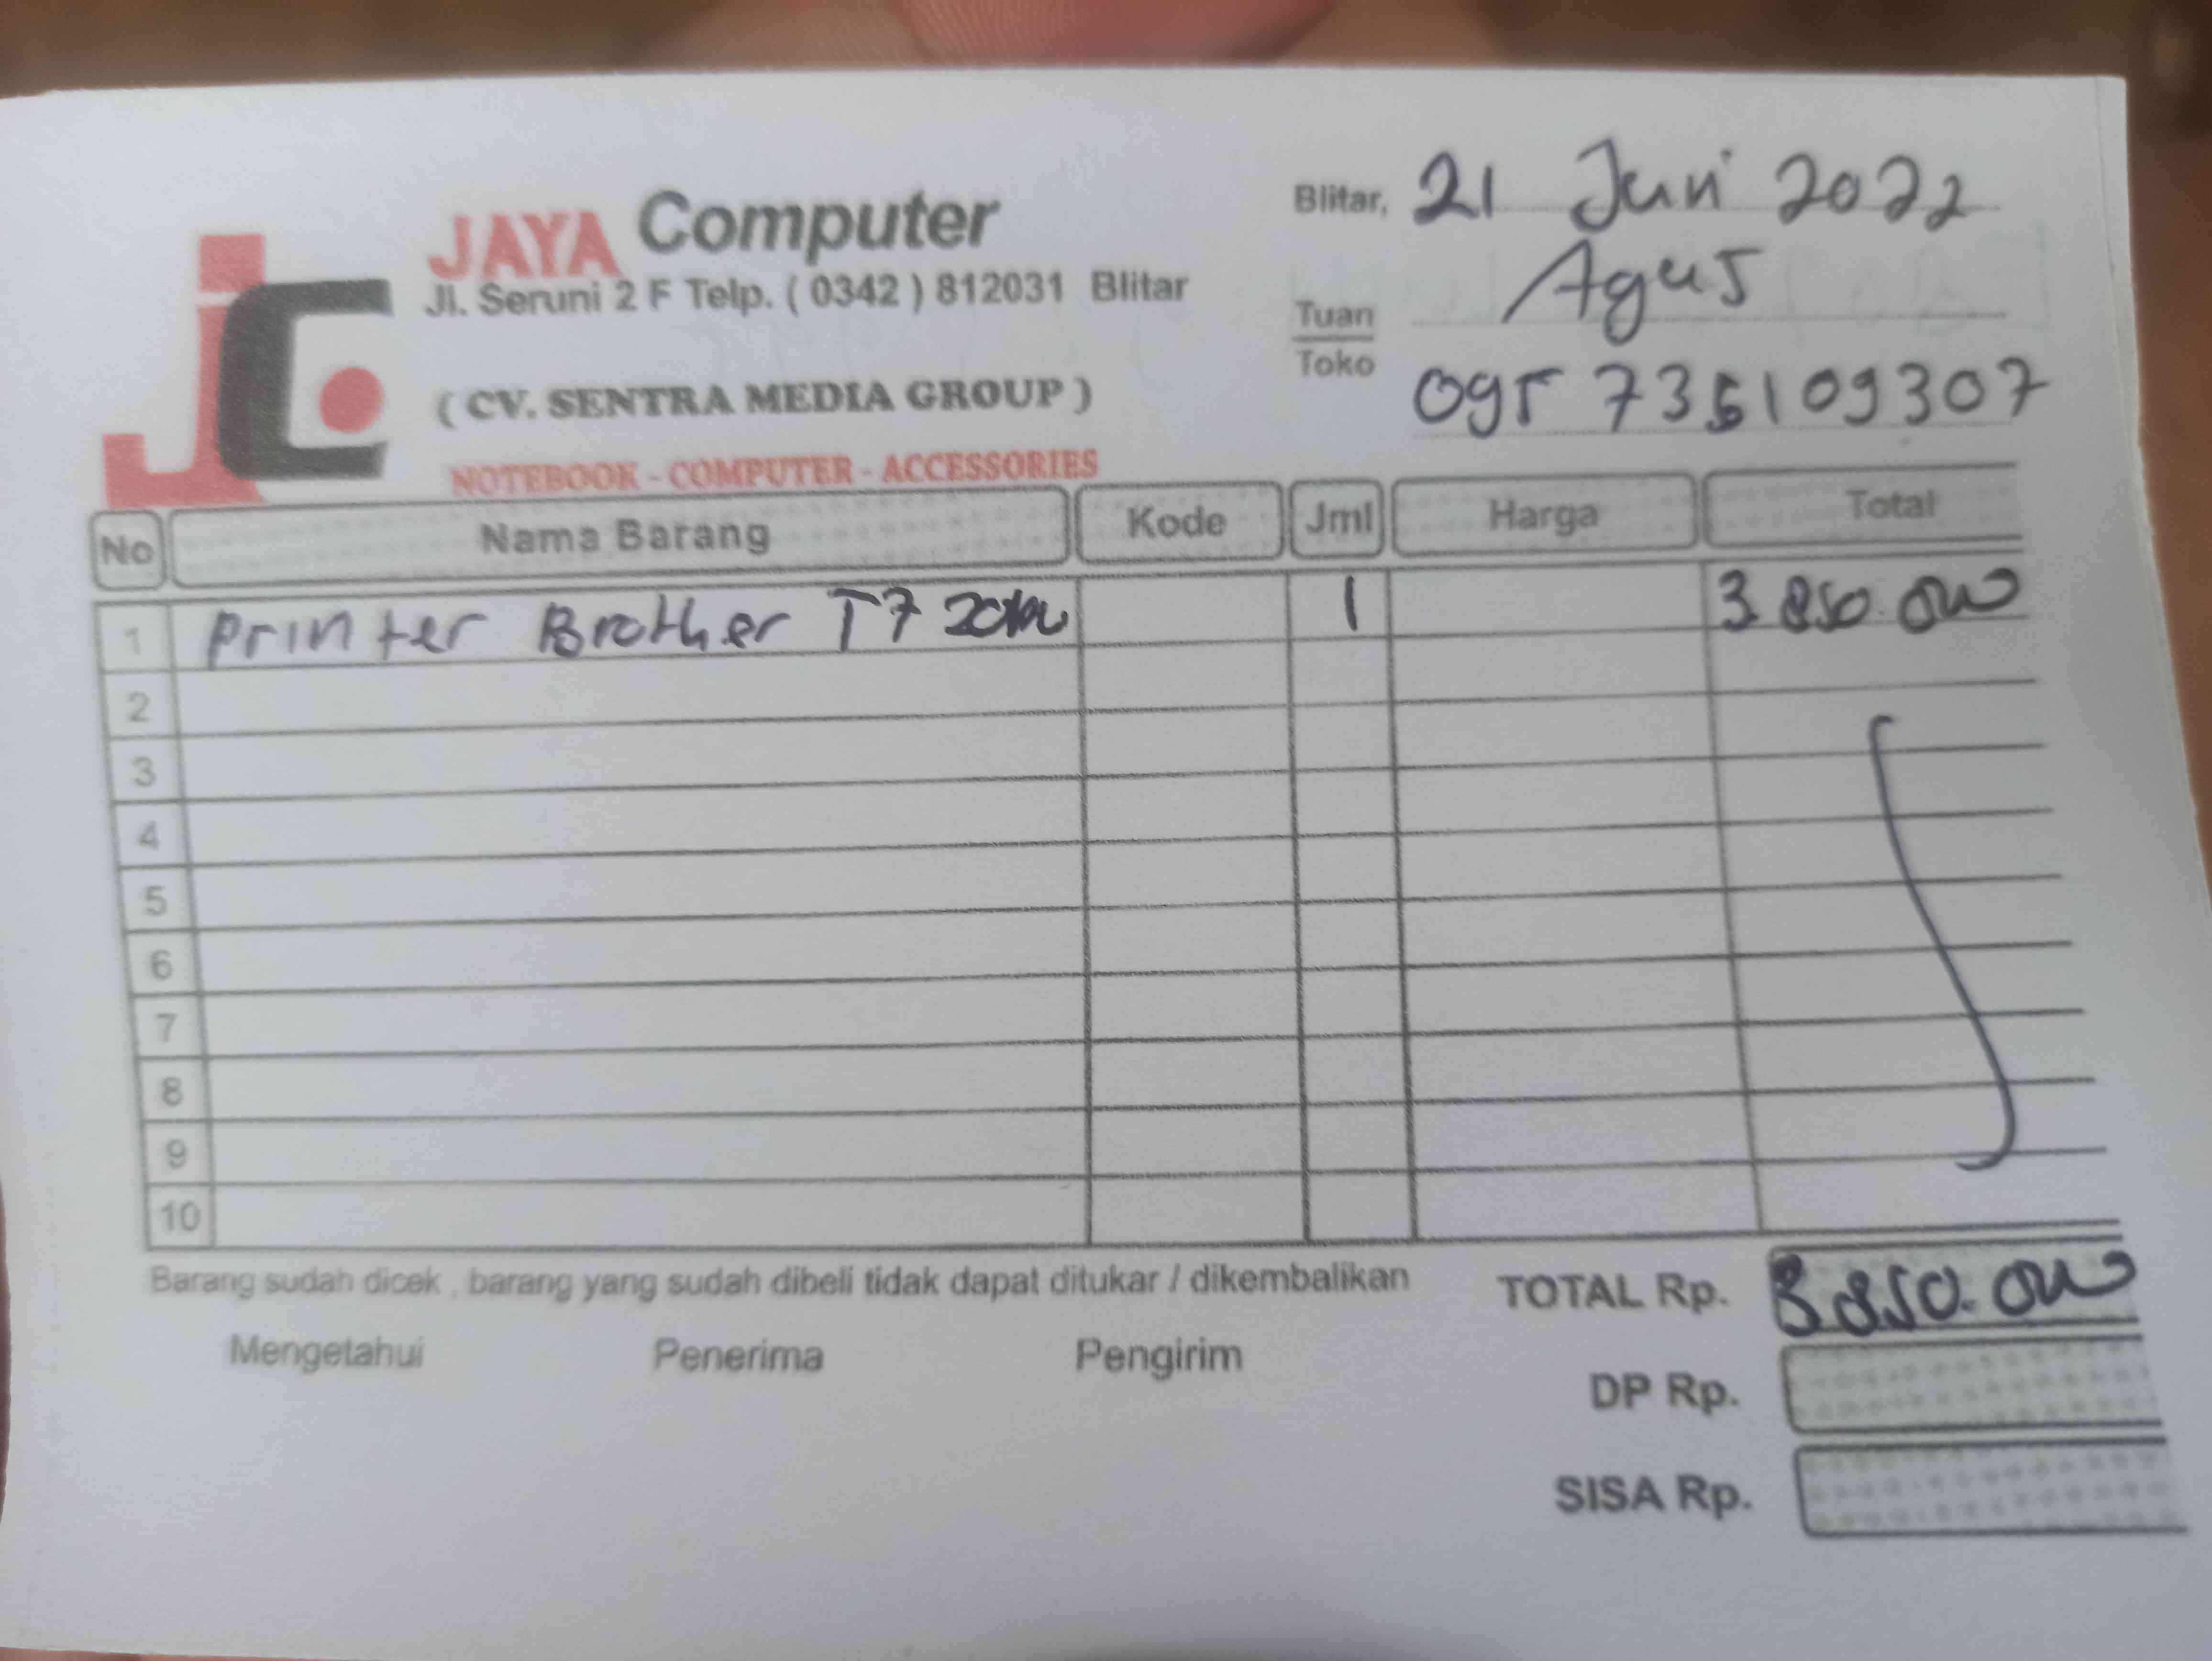 JAYA Computer
Jl. Seruni 2 F Telp. ( 0342 ) 812031 Blitar
( CV. SENTRA MEDIA GROUP )
NOTEBOOK - COMPUTER - ACCESSORIES
Blitar, 21 Juni 2022
Tuan Agus
Toko
No Nama Barang Kode Jml Harga Total
1 Printer Brother 1 3.850.000
2
3
4
5
6
7
8
9
10
Barang sudah dicek , barang yang sudah dibeli tidak dapat ditukar / dikembalikan
TOTAL Rp. 3.850.000
Mengetahui Penerima Pengirim
DP Rp.
SISA Rp.